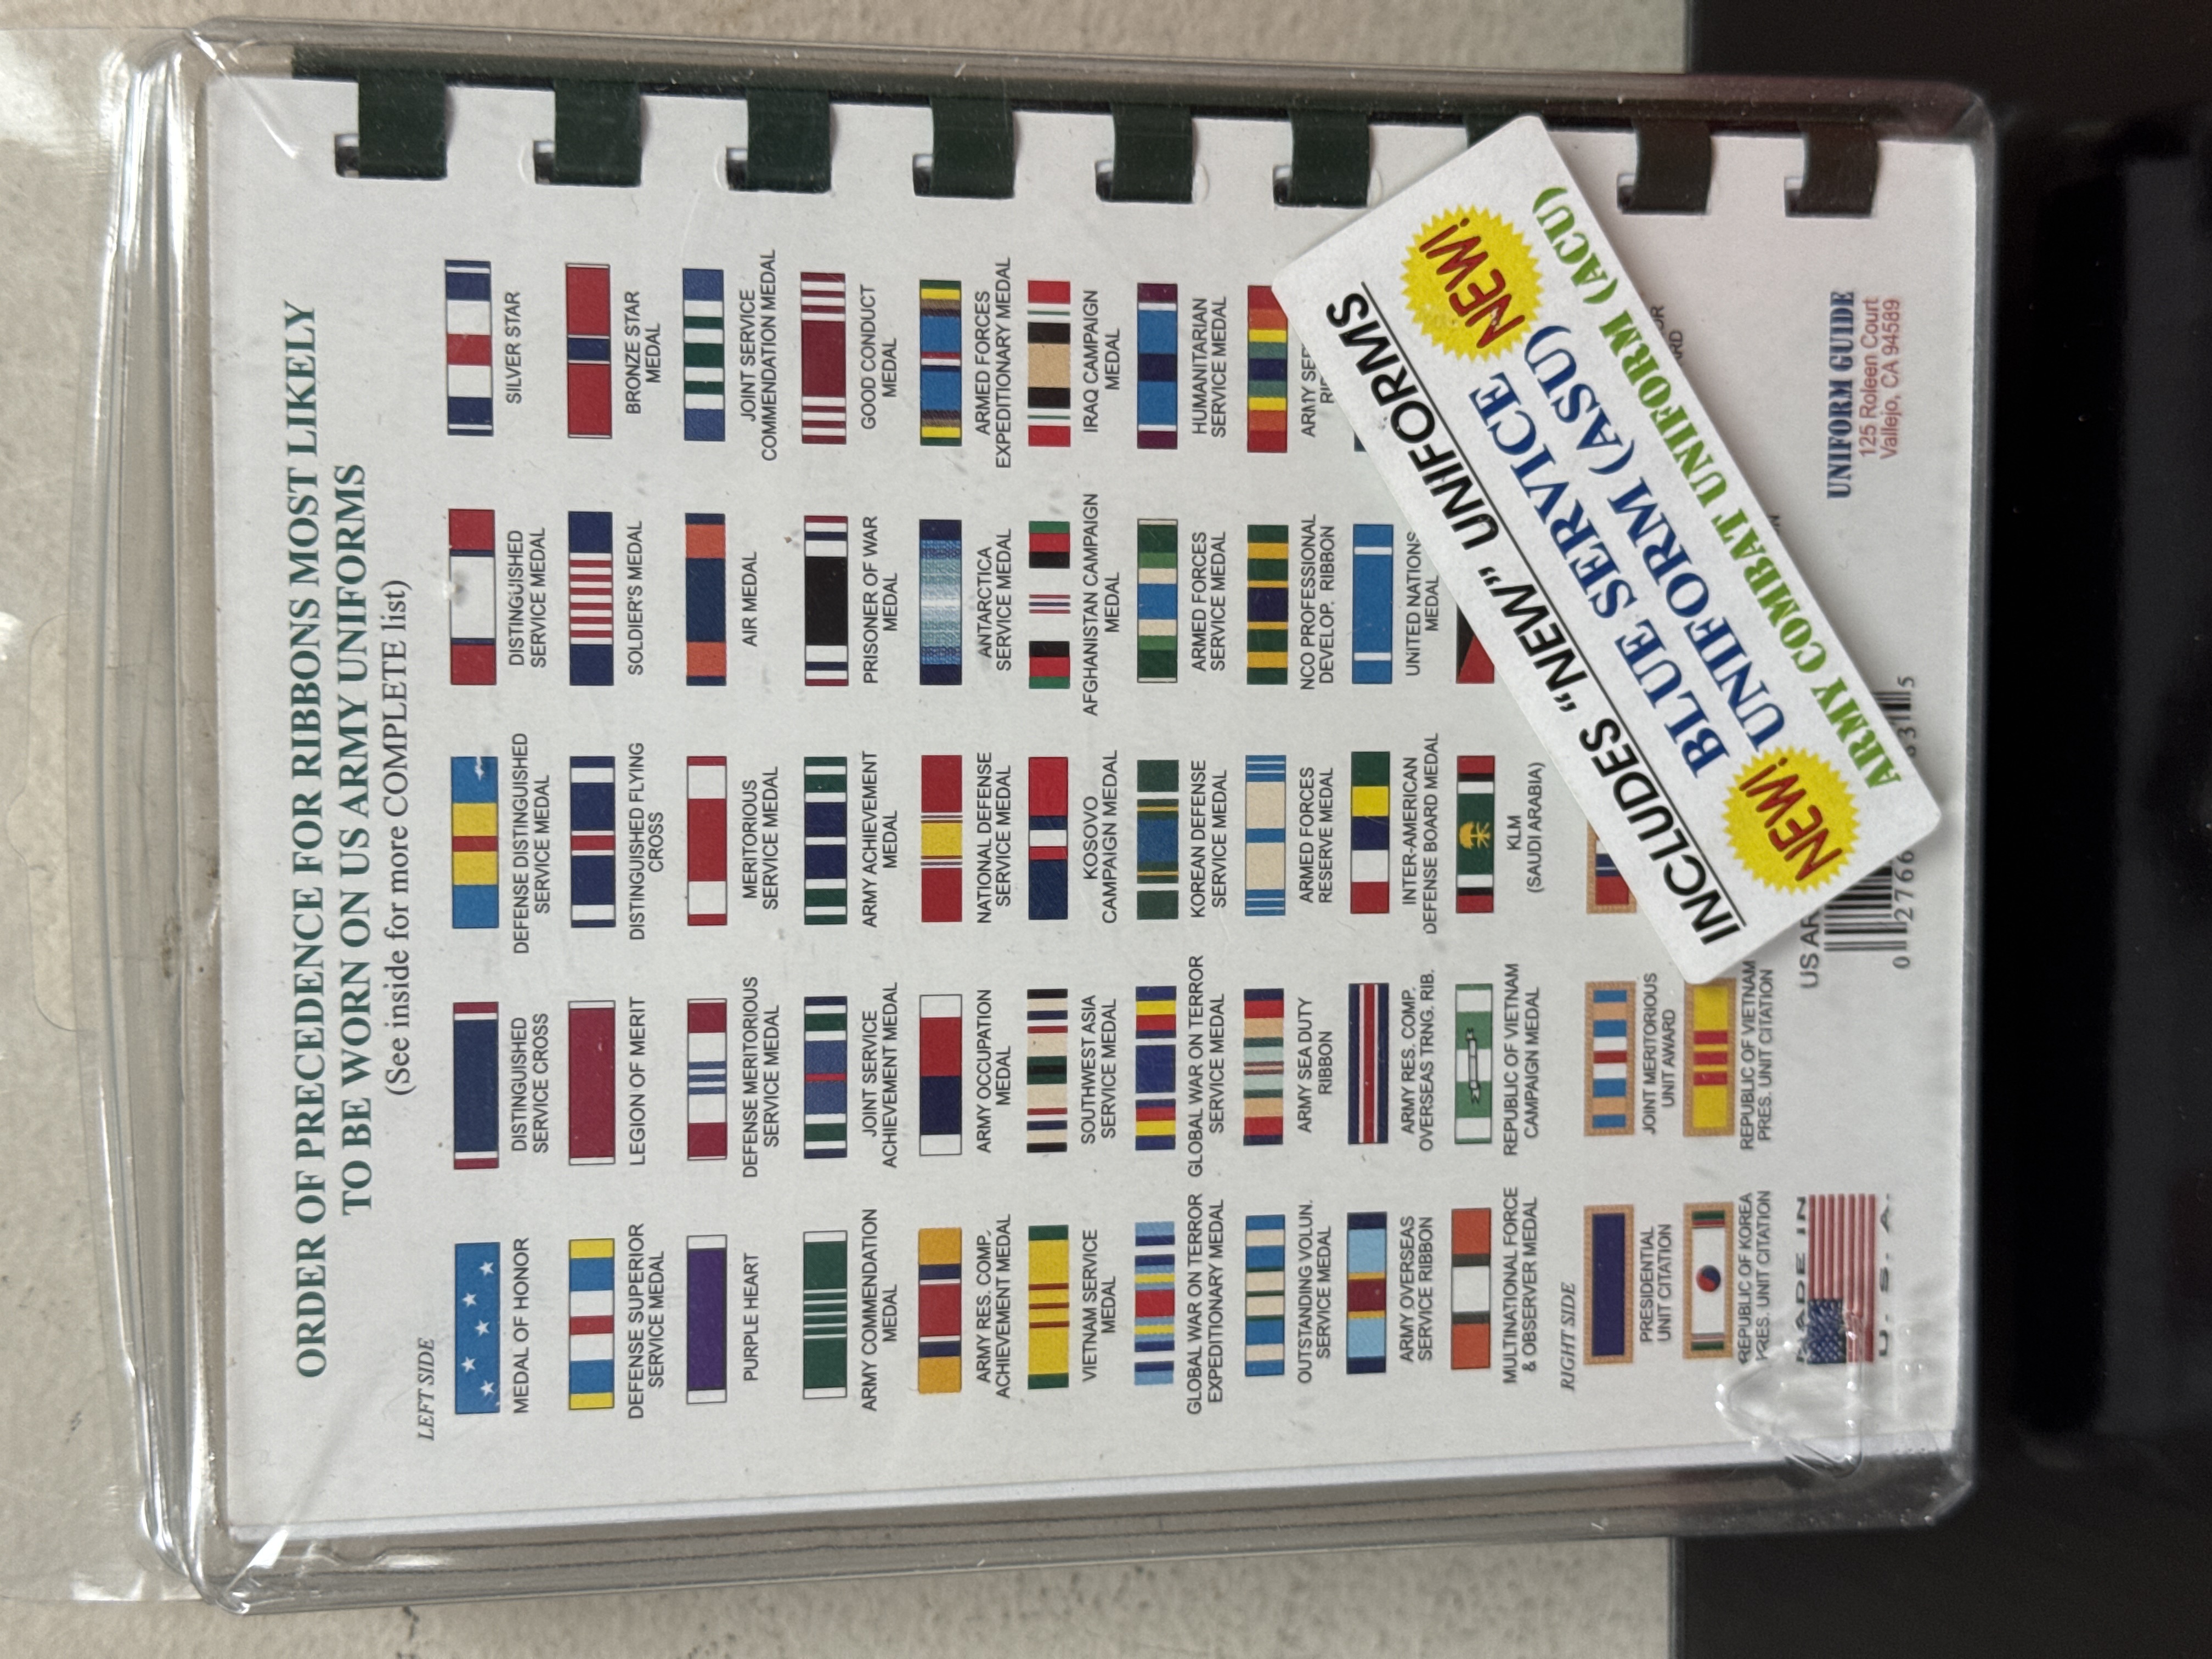 ORDER OF PRECEDENCE FOR RIBBONS MOST LIKELY
TO BE WORN ON US ARMY UNIFORMS
(See inside for more COMPLETE list)
LEFT SIDE
MEDAL OF HONOR
DISTINGUISHED
SERVICE CROSS
DEFENSE DISTINGUISHED
SERVICE MEDAL
DISTINGUISHED
SERVICE MEDAL
SILVER STAR
DEFENSE SUPERIOR
SERVICE MEDAL
LEGION OF MERIT
DISTINGUISHED FLYING
CROSS
SOLDIER'S MEDAL
BRONZE STAR
MEDAL
PURPLE HEART
DEFENSE MERITORIOUS
SERVICE MEDAL
MERITORIOUS
SERVICE MEDAL
AIR MEDAL
JOINT SERVICE
COMMENDATION MEDAL
ARMY COMMENDATION
MEDAL
JOINT SERVICE
ACHIEVEMENT MEDAL
ARMY ACHIEVEMENT
MEDAL
PRISONER OF WAR
MEDAL
GOOD CONDUCT
MEDAL
ARMY RES. COMP.
ACHIEVEMENT MEDAL
ARMY OCCUPATION
MEDAL
NATIONAL DEFENSE
SERVICE MEDAL
ANTARCTICA
SERVICE MEDAL
ARMED FORCES
EXPEDITIONARY MEDAL
VIETNAM SERVICE
MEDAL
SOUTHWEST ASIA
SERVICE MEDAL
KOSOVO
CAMPAIGN MEDAL
AFGHANISTAN CAMPAIGN
MEDAL
IRAQ CAMPAIGN
MEDAL
GLOBAL WAR ON TERROR
EXPEDITIONARY MEDAL
GLOBAL WAR ON TERROR
SERVICE MEDAL
KOREAN DEFENSE
SERVICE MEDAL
ARMED FORCES
SERVICE MEDAL
HUMANITARIAN
SERVICE MEDAL
OUTSTANDING VOLUN.
SERVICE MEDAL
ARMY SEA DUTY
RIBBON
ARMED FORCES
RESERVE MEDAL
NCO PROFESSIONAL
DEVELOP. RIBBON
ARMY
ARMY OVERSEAS
SERVICE RIBBON
ARMY RES. COMP.
OVERSEAS TRNG. RIB.
INTER-AMERICAN
DEFENSE BOARD MEDAL
UNITED NATIONS
MEDAL
MULTINATIONAL FORCE
& OBSERVER MEDAL
REPUBLIC OF VIETNAM
CAMPAIGN MEDAL
KLM
(SAUDI ARABIA)
RIGHT SIDE
PRESIDENTIAL
UNIT CITATION
JOINT MERITORIOUS
UNIT AWARD
REPUBLIC OF KOREA
PRES. UNIT CITATION
REPUBLIC OF VIETNAM
PRES. UNIT CITATION
MADE IN
U. S. A.
US
UNIFORM GUIDE
125 Roleen Court
Vallejo, CA 94589
INCLUDES "NEW" UNIFORMS
NEW!
BLUE SERVICE
UNIFORM (ASU)
NEW!
ARMY COMBAT UNIFORM (ACU)